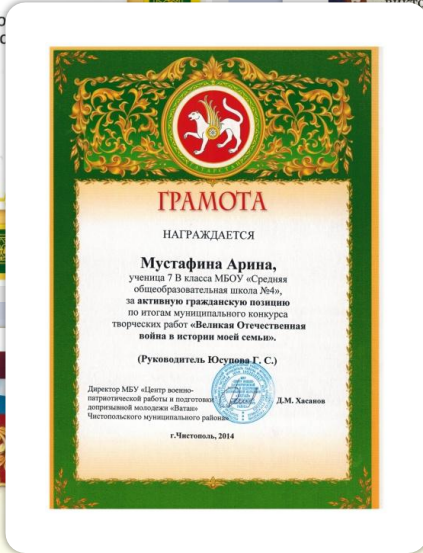 ГРАМОТА
НАГРАЖДАЕТСЯ
Мустафина Арина,
ученица 7 В класса МБОУ «Средняя
общеобразовательная школа №4»,
за активную гражданскую позицию
по итогам муниципального конкурса
творческих работ «Великая Отечественная
война в истории моей семьи».
(Руководитель Юсупова Г. С.)
Директор МБУ «Центр военно-
патриотической работы и подготовки
допризывной молодежи «Ватан»
Чистопольского муниципального района»
Д.М. Хасанов
г.Чистополь, 2014